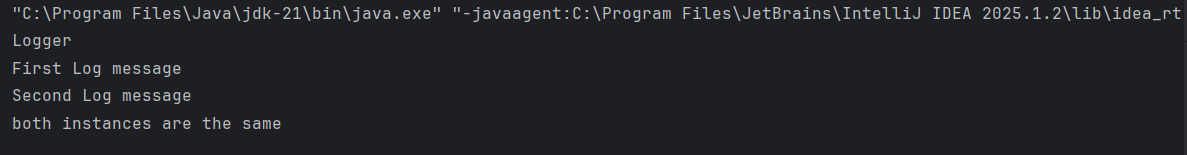 "C:\Program Files\Java\jdk-21\bin\java.exe" "-javaagent:C:\Program Files\JetBrains\IntelliJ IDEA 2025.1.2\lib\idea_rt
Logger
First Log message
Second Log message
both instances are the same